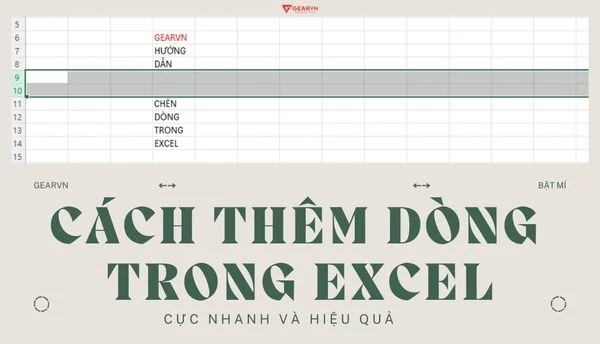 GEARVN
5
6 GEARVN
7 HƯỚNG
8 DẪN
9
10
11 CHÈN
12 DÒNG
13 TRONG
14 EXCEL
15
GEARVN
BẬT MÍ
CÁCH THÊM DÒNG
TRONG EXCEL
CỰC NHANH VÀ HIỆU QUẢ